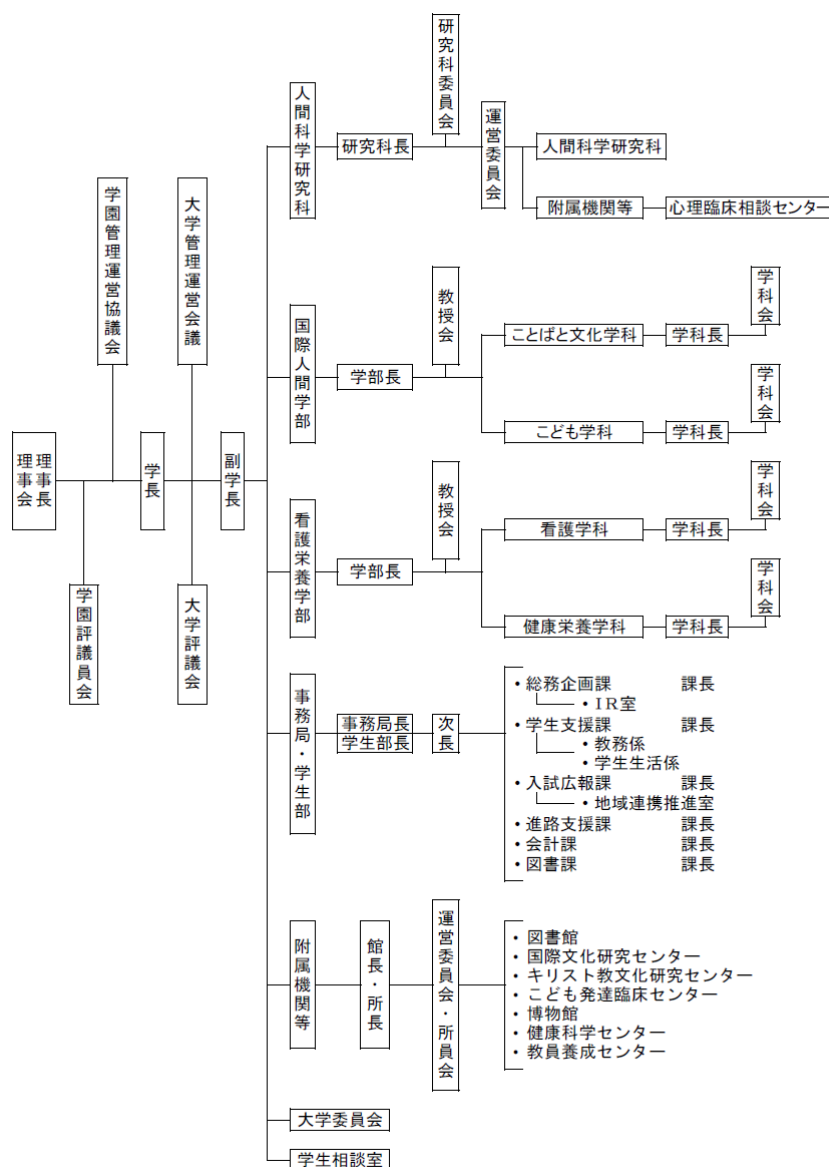 理事長
理事会
学園管理運営協議会
学園評議員会
学長
大学管理運営会議
大学評議会
副学長
人間科学研究科
研究科長
研究科委員会
運営委員会
人間科学研究科
附属機関等
心理臨床相談センター
国際人間学部
学部長
教授会
ことばと文化学科
学科長
学科会
こども学科
学科長
学科会
看護栄養学部
学部長
教授会
看護学科
学科長
学科会
健康栄養学科
学科長
学科会
事務局・学生部
事務局長
学生部長
次長
・総務企画課 課長
・ＩＲ室
・学生支援課 課長
・教務係
・学生生活係
・入試広報課 課長
・地域連携推進室
・進路支援課 課長
・会計課 課長
・図書課 課長
附属機関等
館長・所長
運営委員会・所員会
・図書館
・国際文化研究センター
・キリスト教文化研究センター
・こども発達臨床センター
・博物館
・健康科学センター
・教員養成センター
大学委員会
学生相談室